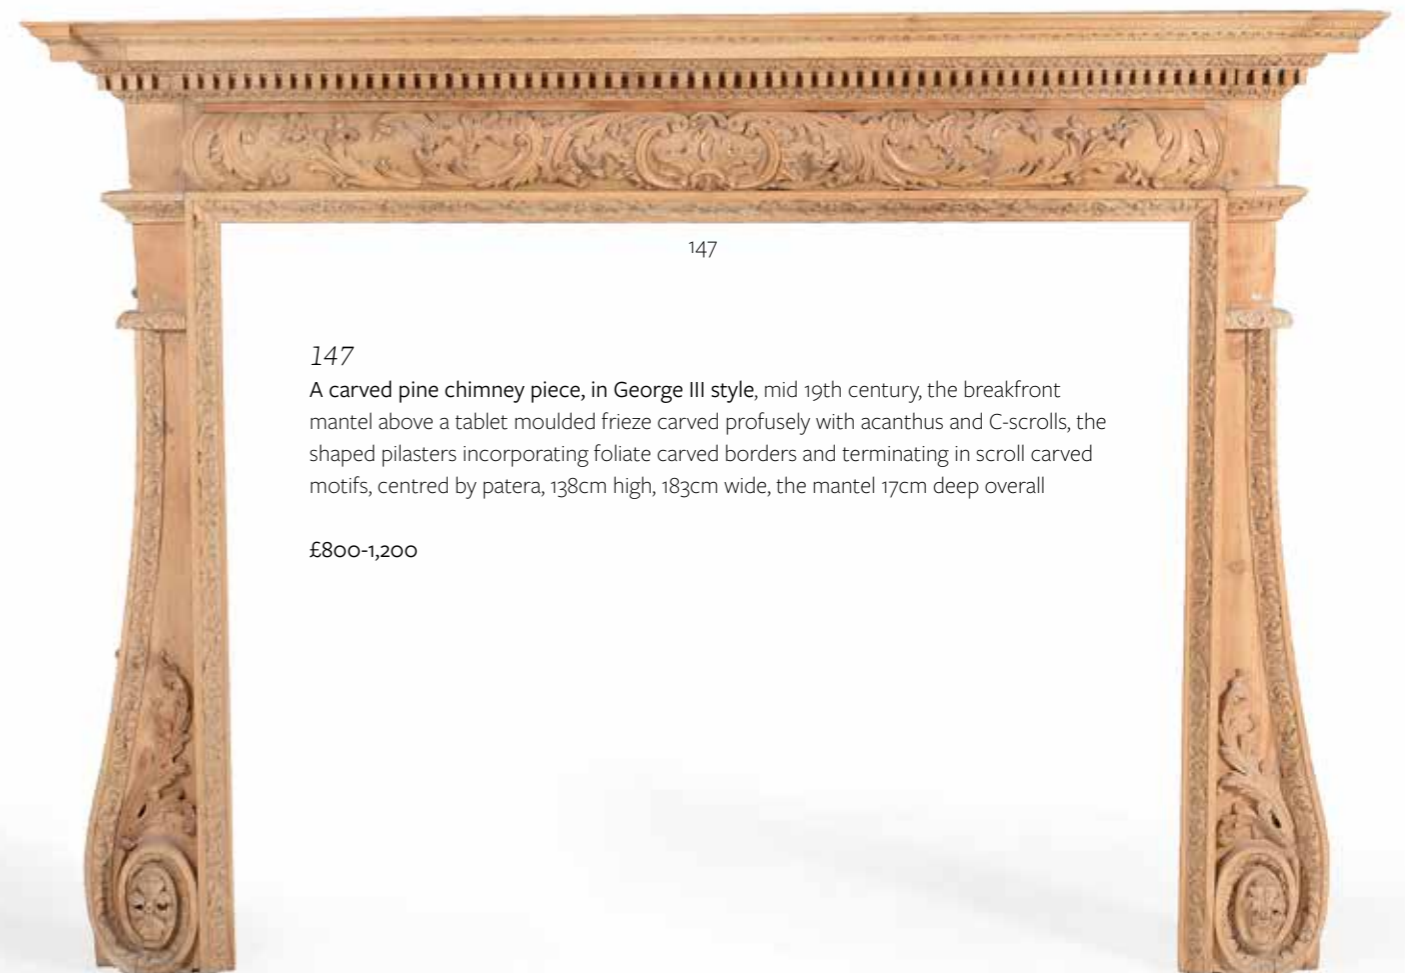 147
147
A carved pine chimney piece, in George III style, mid 19th century, the breakfront
mantel above a tablet moulded frieze carved profusely with acanthus and C-scrolls, the
shaped pilasters incorporating foliate carved borders and terminating in scroll carved
motifs, centred by patera, 138cm high, 183cm wide, the mantel 17cm deep overall
£800-1,200